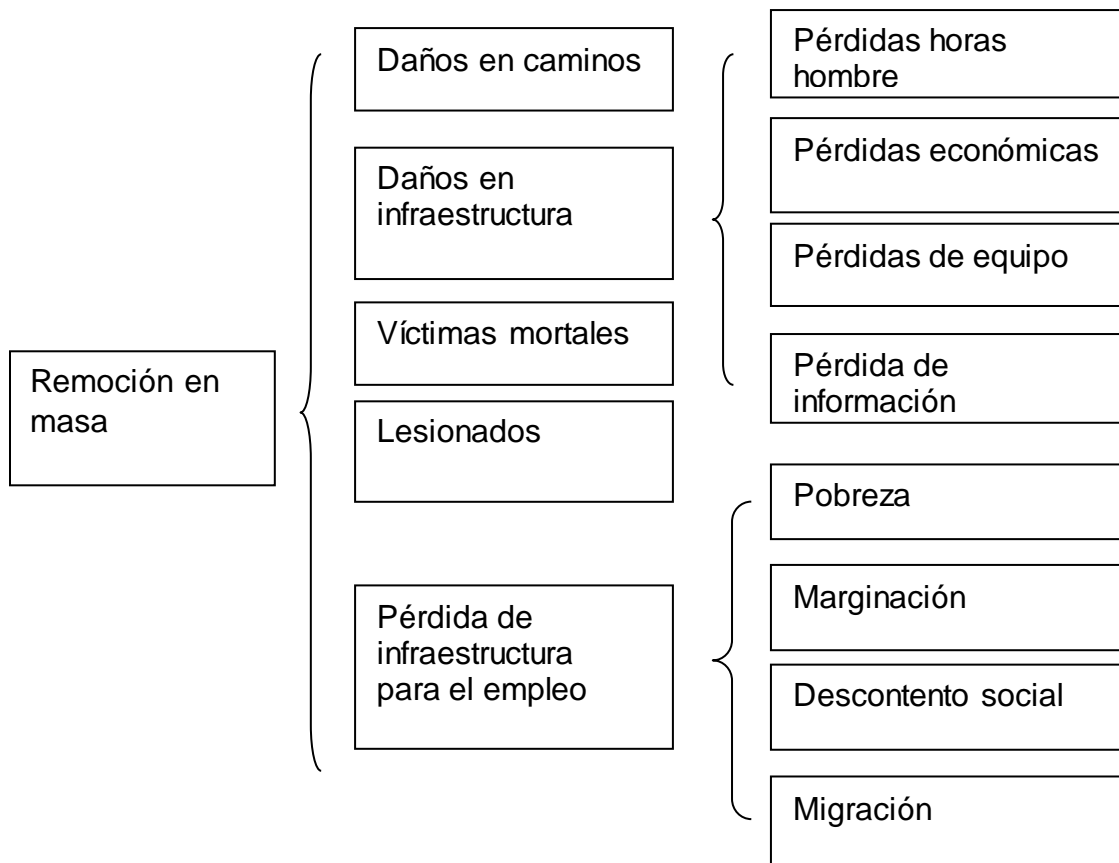 Remoción en
masa
Daños en caminos
Daños en
infraestructura
Víctimas mortales
Lesionados
Pérdida de
infraestructura
para el empleo
Pérdidas horas
hombre
Pérdidas económicas
Pérdidas de equipo
Pérdida de
información
Pobreza
Marginación
Descontento social
Migración